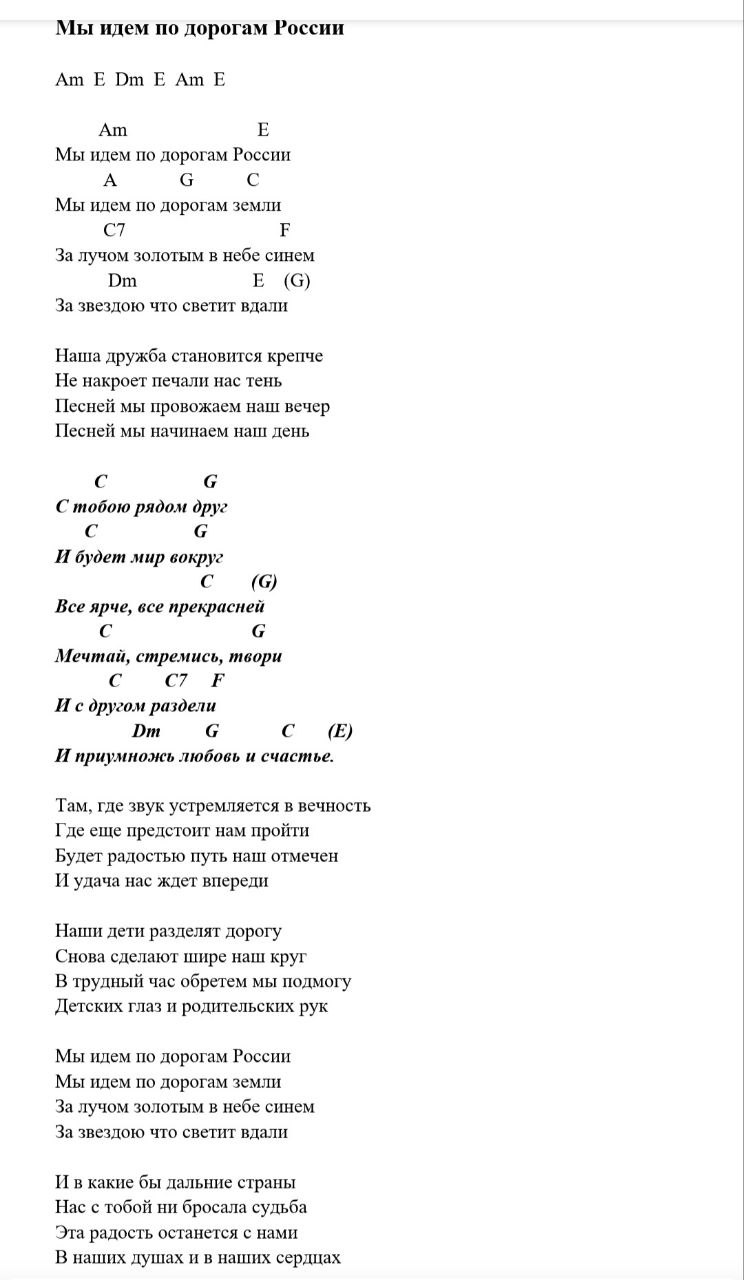 Мы идем по дорогам России
Am E Dm E Am E
Am E
Мы идем по дорогам России
A G C
Мы идем по дорогам земли
C7 F
За лучом золотым в небе синем
Dm E (G)
За звездою что светит вдали
Наша дружба становится крепче
Не накроет печали нас тень
Песней мы провожаем наш вечер
Песней мы начинаем наш день
C G
С тобою рядом друг
C G
И будет мир вокруг
C (G)
Все ярче, все прекрасней
C G
Мечтай, стремись, твори
C C7 F
И с другом раздели
Dm G C (E)
И приумножь любовь и счастье.
Там, где звук устремляется в вечность
Где еще предстоит нам пройти
Будет радостью путь наш отмечен
И удача нас ждет впереди
Наши дети разделят дорогу
Снова сделают шире наш круг
В трудный час обретем мы подмогу
Детских глаз и родительских рук
Мы идем по дорогам России
Мы идем по дорогам земли
За лучом золотым в небе синем
За звездою что светит вдали
И в какие бы дальние страны
Нас с тобой ни бросала судьба
Эта радость останется с нами
В наших душах и в наших сердцах